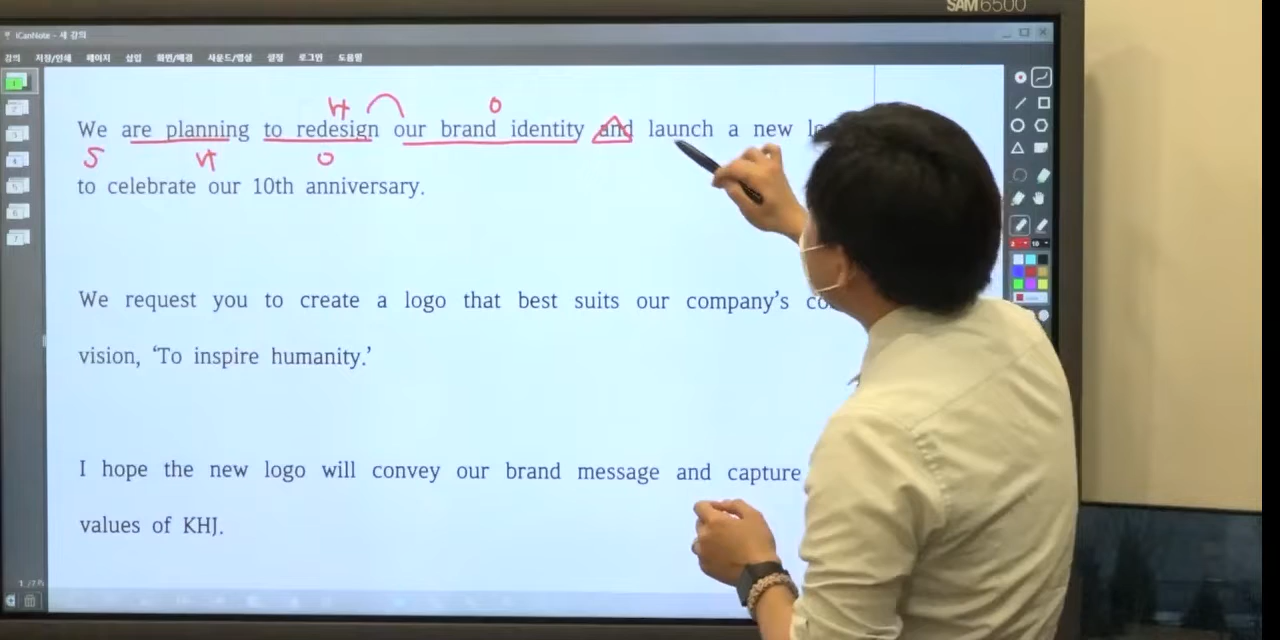 SAM6500
iCanNote - 새 강의
강의 저장/인쇄 페이지 삽입 화면/배경 사운드/영상 설정 로그인 도움말
V O
We are planning to redesign our brand identity and launch a new
S V O
to celebrate our 10th anniversary.
We request you to create a logo that best suits our company's
vision, 'To inspire humanity.'
I hope the new logo will convey our brand message and capture
values of KHJ.